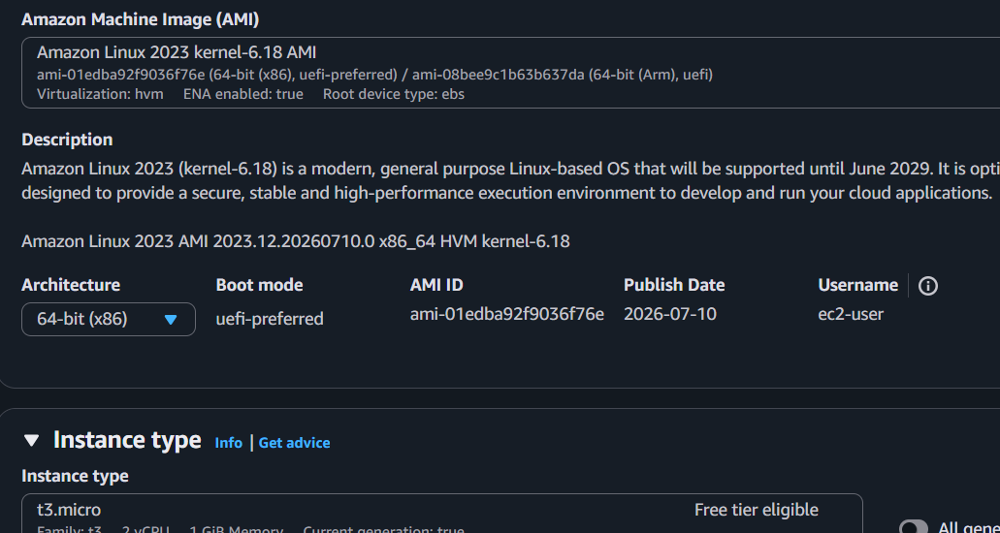 Amazon Machine Image (AMI)
Amazon Linux 2023 kernel-6.18 AMI
ami-01edba92f9036f76e (64-bit (x86), uefi-preferred) / ami-08bee9c1b63b637da (64-bit (Arm), uefi)
Virtualization: hvm ENA enabled: true Root device type: ebs
Description
Amazon Linux 2023 (kernel-6.18) is a modern, general purpose Linux-based OS that will be supported until June 2029. It is opti
designed to provide a secure, stable and high-performance execution environment to develop and run your cloud applications.
Amazon Linux 2023 AMI 2023.12.20260710.0 x86_64 HVM kernel-6.18
Architecture Boot mode AMI ID Publish Date Username
64-bit (x86) uefi-preferred ami-01edba92f9036f76e 2026-07-10 ec2-user
Instance type Info | Get advice
Instance type
t3.micro Free tier eligible
Family: t3 2 vCPU 1 GiB Memory Current generation: true
All gene